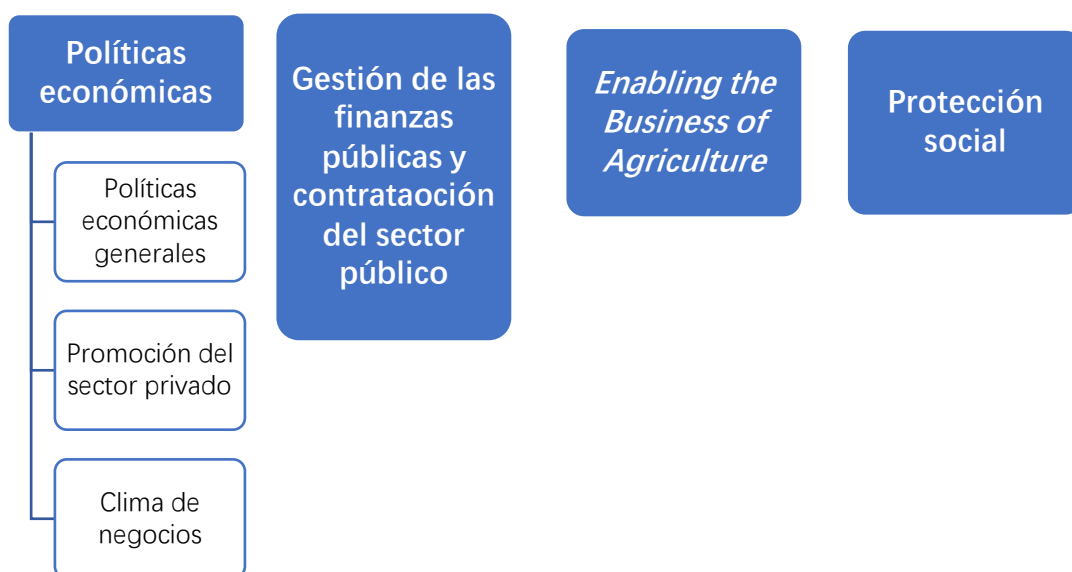 Políticas
económicas
Políticas
económicas
generales
Promoción del
sector privado
Clima de
negocios
Gestión de las
finanzas
públicas y
contrataoción
del sector
público
Enabling the
Business of
Agriculture
Protección
social